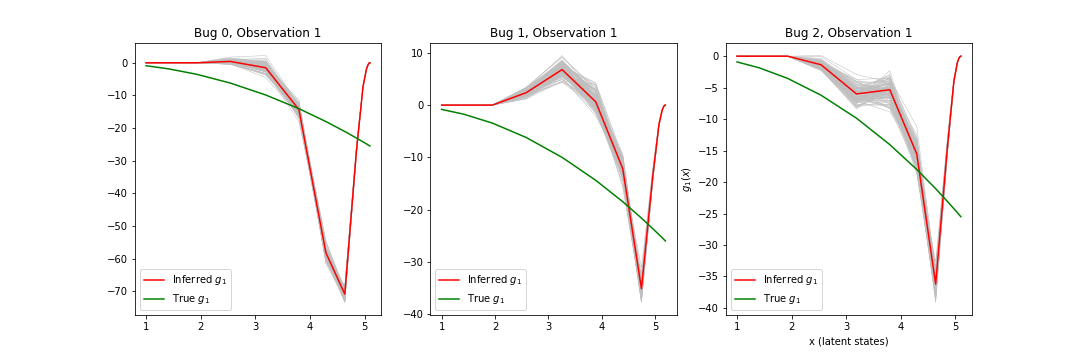 Bug 0, Observation 1
0
−10
−20
−30
−40
−50
−60
−70
1 2 3 4 5
Inferred g₁
True g₁
Bug 1, Observation 1
10
0
−10
−20
−30
−40
1 2 3 4 5
Inferred g₁
True g₁
Bug 2, Observation 1
g₁(x)
0
−5
−10
−15
−20
−25
−30
−35
−40
1 2 3 4 5
x (latent states)
Inferred g₁
True g₁